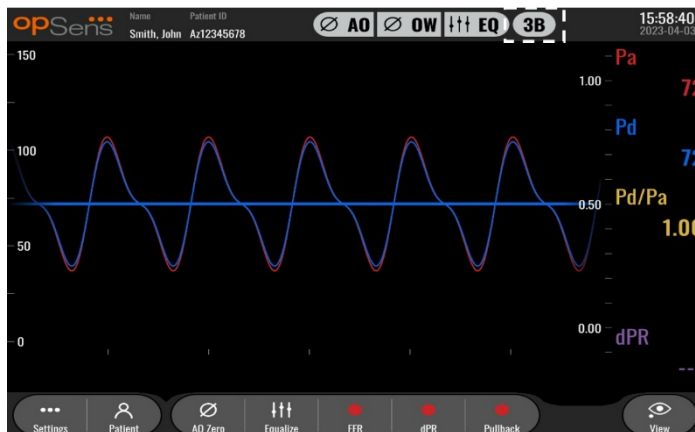 opSens
Name
Patient ID
Smith, John
Az12345678
Ø AO
Ø OW
EQ
3B
15:58:40
2023-04-03
150
100
50
0
1.00
0.50
0.00
Pa
72
Pd
72
Pd/Pa
1.00
dPR
--
Settings
Patient
AO Zero
Equalize
FFR
dPR
Pullback
View